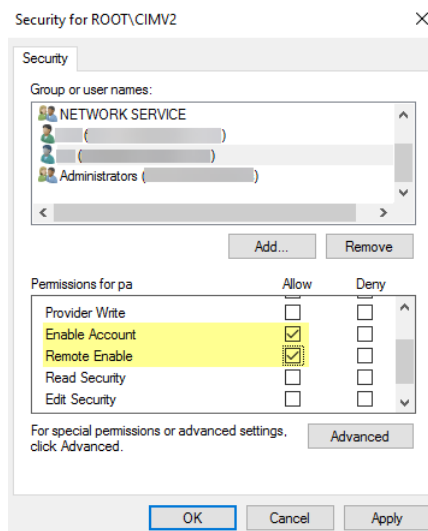 Security for ROOT\CIMV2
Security
Group or user names:
NETWORK SERVICE
( )
( )
Administrators ( )
Add... Remove
Permissions for pa Allow Deny
Provider Write
Enable Account
Remote Enable
Read Security
Edit Security
For special permissions or advanced settings, Advanced
click Advanced.
OK Cancel Apply